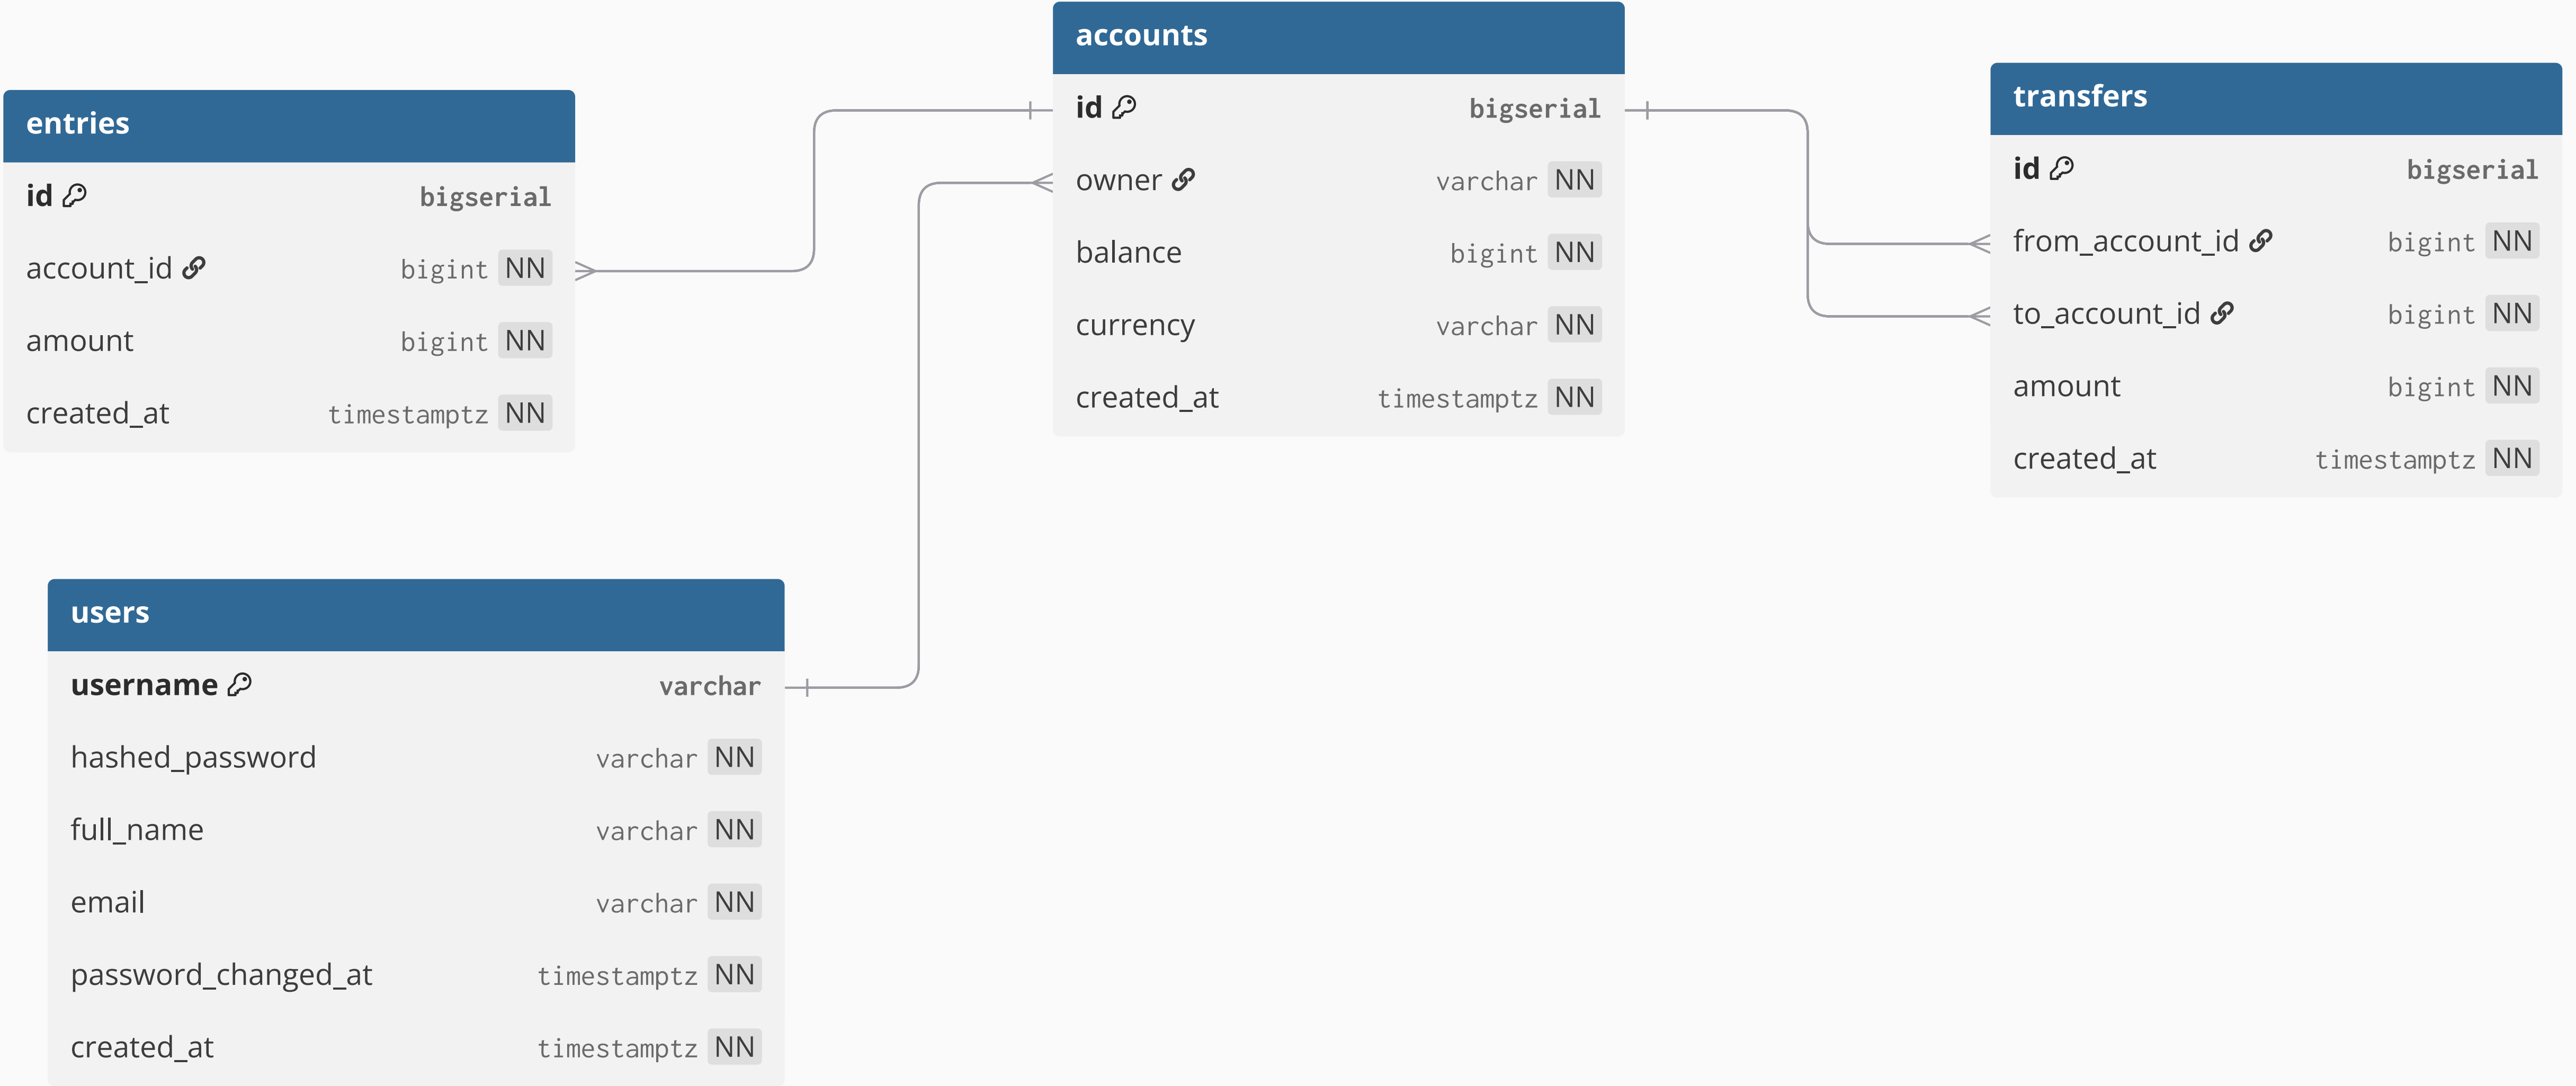 entries
id bigserial
account_id bigint NN
amount bigint NN
created_at timestamptz NN
accounts
id bigserial
owner varchar NN
balance bigint NN
currency varchar NN
created_at timestamptz NN
transfers
id bigserial
from_account_id bigint NN
to_account_id bigint NN
amount bigint NN
created_at timestamptz NN
users
username varchar
hashed_password varchar NN
full_name varchar NN
email varchar NN
password_changed_at timestamptz NN
created_at timestamptz NN